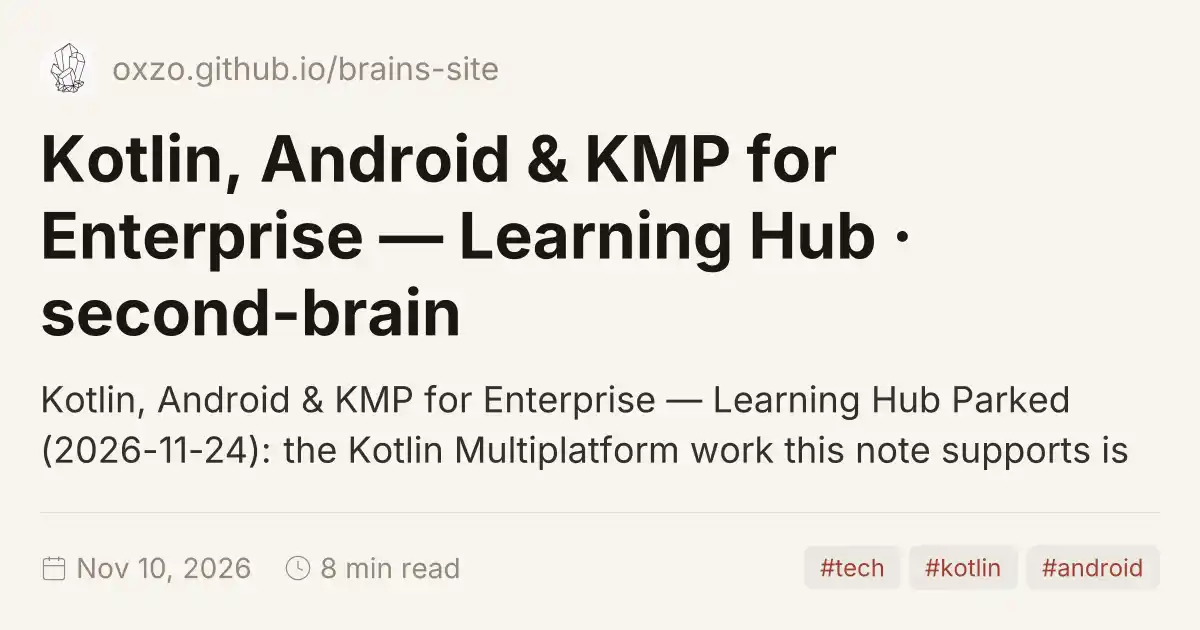 oxzo.github.io/brains-site
Kotlin, Android & KMP for
Enterprise — Learning Hub ·
second-brain
Kotlin, Android & KMP for Enterprise — Learning Hub Parked
(2026-11-24): the Kotlin Multiplatform work this note supports is
Nov 10, 2026 8 min read #tech #kotlin #android